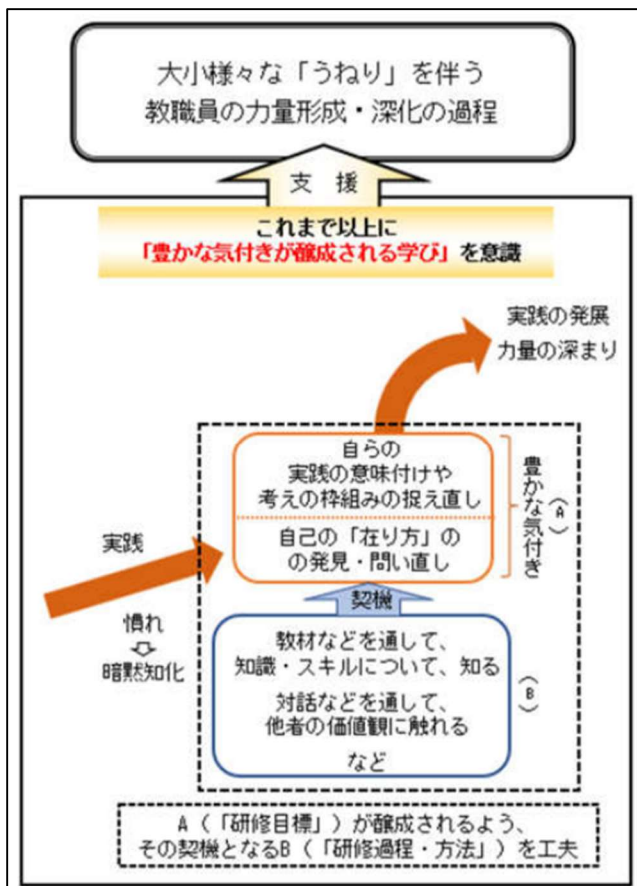 大小様々な「うねり」を伴う
教職員の力量形成・深化の過程
支 援
これまで以上に
「豊かな気付きが醸成される学び」を意識
実践の発展
力量の深まり
自らの
実践の意味付けや
考えの枠組みの捉え直し
自己の「在り方」の
の発見・問い直し
豊かな気付き
(A)
実践
慣れ
暗黙知化
契機
教材などを通して、
知識・スキルについて、知る
対話などを通して、
他者の価値観に触れる
など
(B)
A(「研修目標」)が醸成されるよう、
その契機となるB(「研修過程・方法」)を工夫